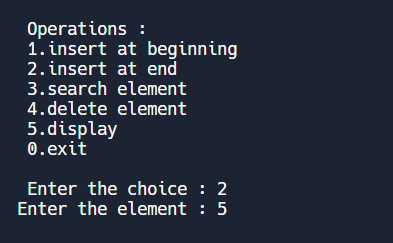 Operations :
1.insert at beginning
2.insert at end
3.search element
4.delete element
5.display
0.exit
Enter the choice : 2
Enter the element : 5